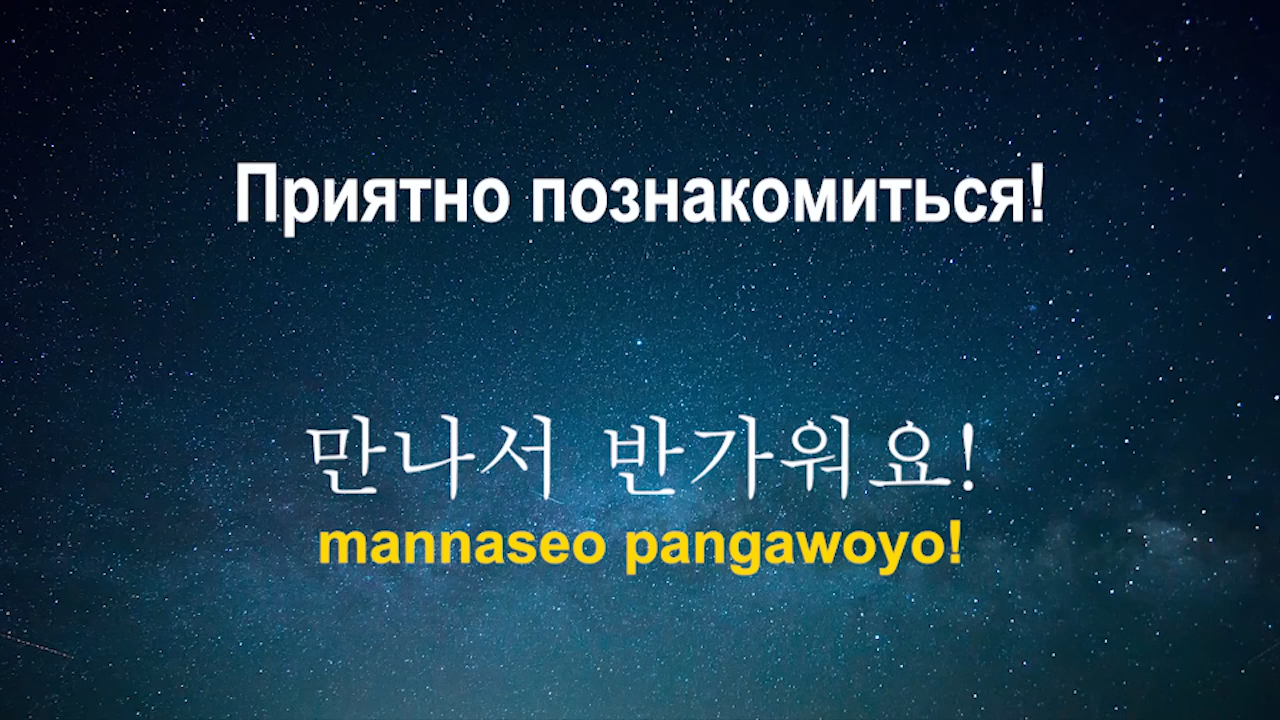 Приятно познакомиться!
만나서 반가워요!
mannaseo pangawoyo!